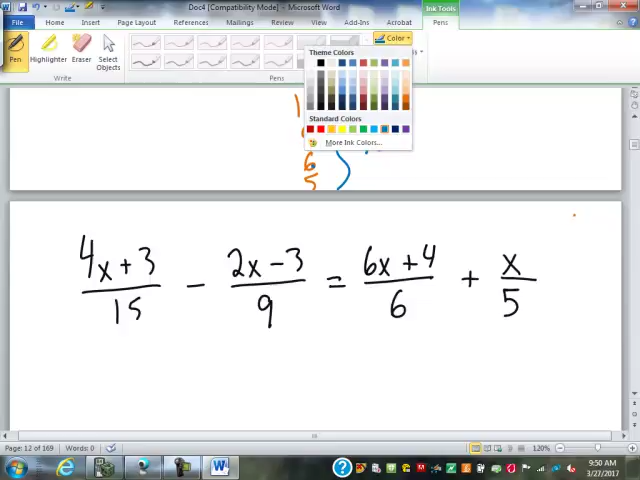 Doc4 [Compatibility Mode] - Microsoft Word
Ink Tools
File Home Insert Page Layout References Mailings Review View Add-Ins Acrobat Pens
Pen Highlighter Eraser Select Objects
Color
Write Pens
Theme Colors
Standard Colors
More Ink Colors...
1
6
5
4x+3/15 - 2x-3/9 = 6x+4/6 + x/5
Page: 12 of 169 Words: 0 120%
9:50 AM
3/27/2017